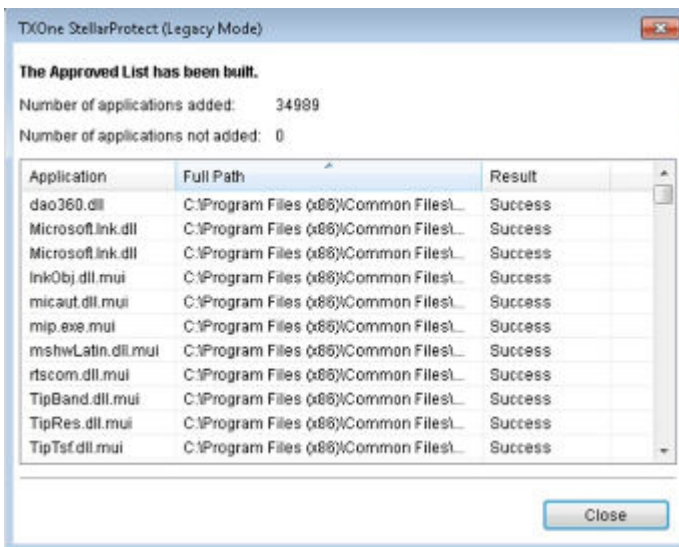 TXOne StellarProtect (Legacy Mode)
The Approved List has been built.
Number of applications added: 34989
Number of applications not added: 0
Application Full Path Result
dao360.dll C:\Program Files (x86)\Common Files\... Success
Microsoft.Ink.dll C:\Program Files (x86)\Common Files\... Success
Microsoft.Ink.dll C:\Program Files (x86)\Common Files\... Success
InkObj.dll.mui C:\Program Files (x86)\Common Files\... Success
micaut.dll.mui C:\Program Files (x86)\Common Files\... Success
mip.exe.mui C:\Program Files (x86)\Common Files\... Success
mshwLatin.dll.mui C:\Program Files (x86)\Common Files\... Success
rtscom.dll.mui C:\Program Files (x86)\Common Files\... Success
TipBand.dll.mui C:\Program Files (x86)\Common Files\... Success
TipRes.dll.mui C:\Program Files (x86)\Common Files\... Success
TipTsf.dll.mui C:\Program Files (x86)\Common Files\... Success
Close